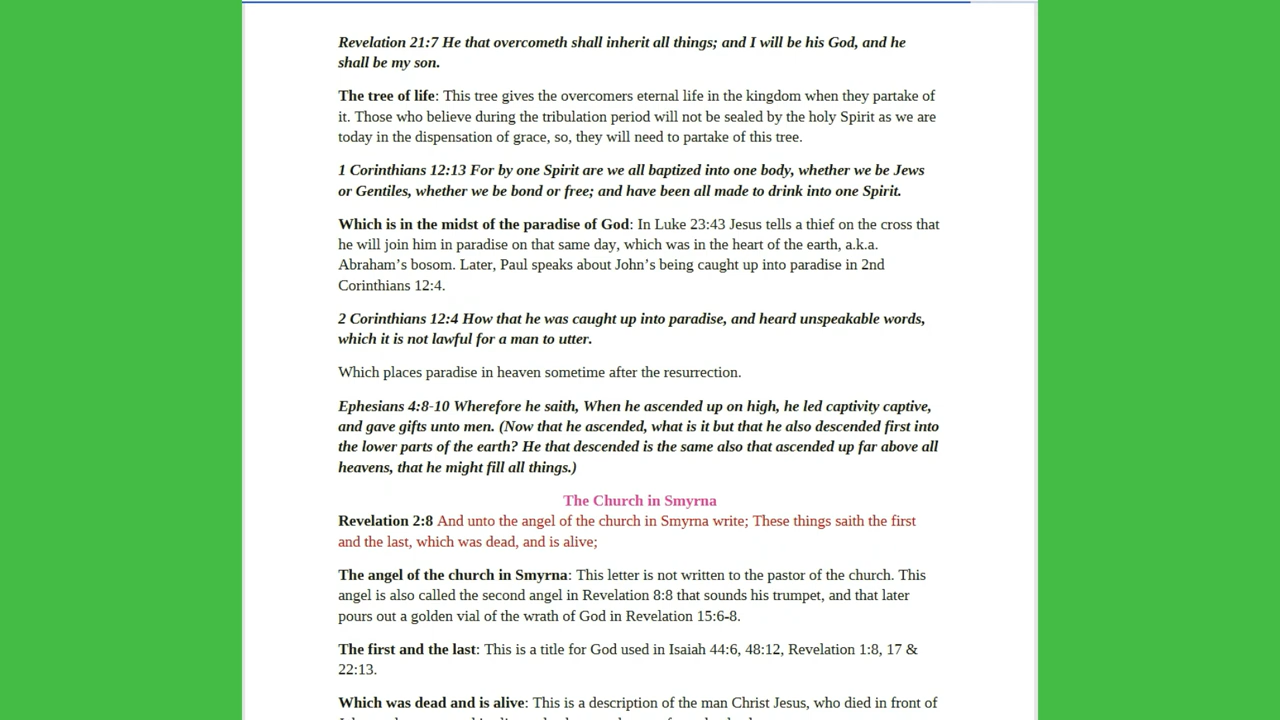 Revelation 21:7 He that overcometh shall inherit all things; and I will be his God, and he
shall be my son.
The tree of life: This tree gives the overcomers eternal life in the kingdom when they partake of
it. Those who believe during the tribulation period will not be sealed by the holy Spirit as we are
today in the dispensation of grace, so, they will need to partake of this tree.
1 Corinthians 12:13 For by one Spirit are we all baptized into one body, whether we be Jews
or Gentiles, whether we be bond or free; and have been all made to drink into one Spirit.
Which is in the midst of the paradise of God: In Luke 23:43 Jesus tells a thief on the cross that
he will join him in paradise on that same day, which was in the heart of the earth, a.k.a.
Abraham’s bosom. Later, Paul speaks about John’s being caught up into paradise in 2nd
Corinthians 12:4.
2 Corinthians 12:4 How that he was caught up into paradise, and heard unspeakable words,
which it is not lawful for a man to utter.
Which places paradise in heaven sometime after the resurrection.
Ephesians 4:8-10 Wherefore he saith, When he ascended up on high, he led captivity captive,
and gave gifts unto men. (Now that he ascended, what is it but that he also descended first into
the lower parts of the earth? He that descended is the same also that ascended up far above all
heavens, that he might fill all things.)
The Church in Smyrna
Revelation 2:8 And unto the angel of the church in Smyrna write; These things saith the first
and the last, which was dead, and is alive;
The angel of the church in Smyrna: This letter is not written to the pastor of the church. This
angel is also called the second angel in Revelation 8:8 that sounds his trumpet, and that later
pours out a golden vial of the wrath of God in Revelation 15:6-8.
The first and the last: This is a title for God used in Isaiah 44:6, 48:12, Revelation 1:8, 17 &
22:13.
Which was dead and is alive: This is a description of the man Christ Jesus, who died in front of